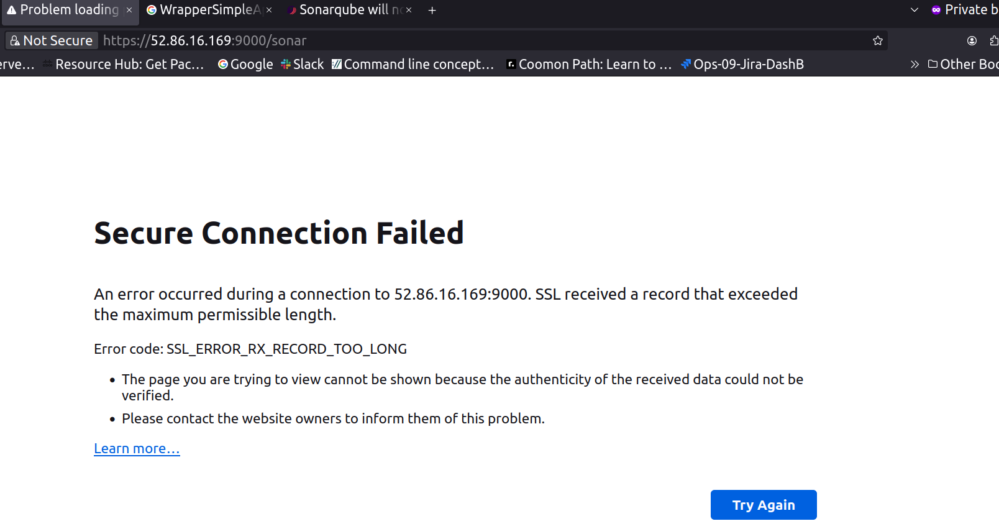 Problem loading
WrapperSimpleA
Sonarqube will n
Private b
Not Secure
https://52.86.16.169:9000/sonar
erve...
Resource Hub: Get Pac...
Google
Slack
Command line concept...
Coomon Path: Learn to ...
Ops-09-Jira-DashB
Other Boo
Secure Connection Failed
An error occurred during a connection to 52.86.16.169:9000. SSL received a record that exceeded
the maximum permissible length.
Error code: SSL_ERROR_RX_RECORD_TOO_LONG
• The page you are trying to view cannot be shown because the authenticity of the received data could not be
verified.
• Please contact the website owners to inform them of this problem.
Learn more...
Try Again